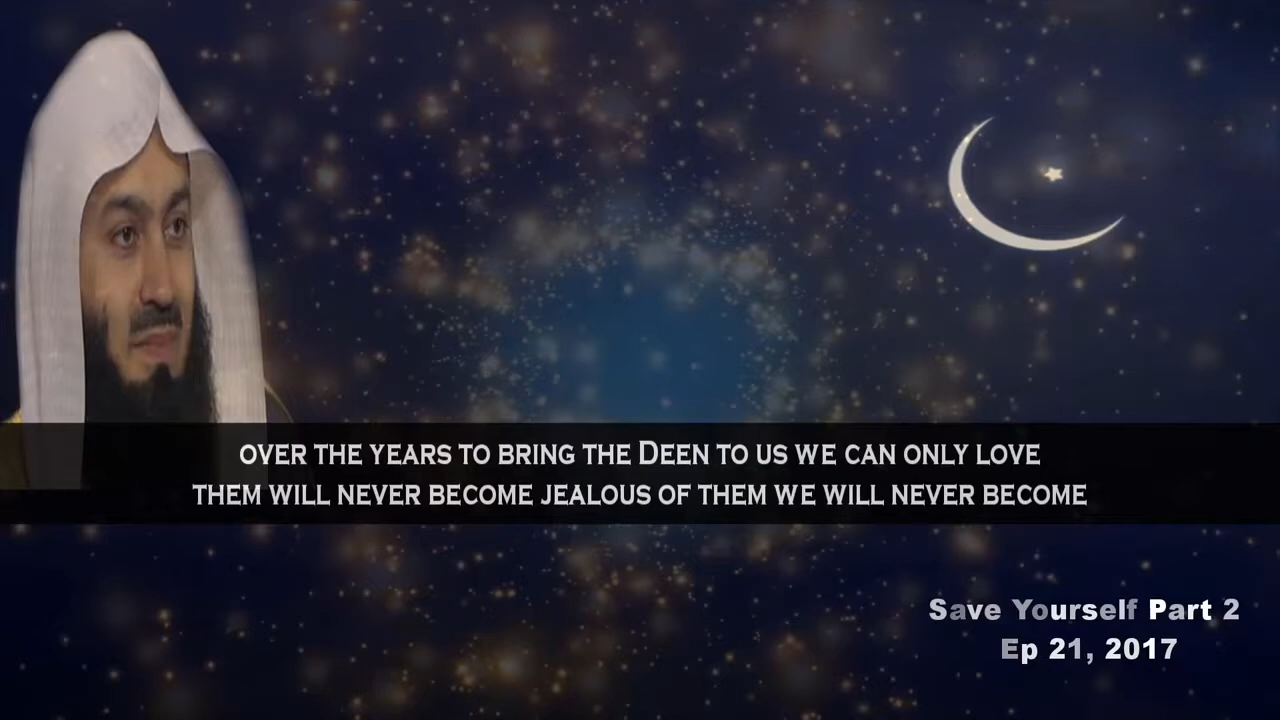 OVER THE YEARS TO BRING THE DEEN TO US WE CAN ONLY LOVE
THEM WILL NEVER BECOME JEALOUS OF THEM WE WILL NEVER BECOME
Save Yourself Part 2
Ep 21, 2017